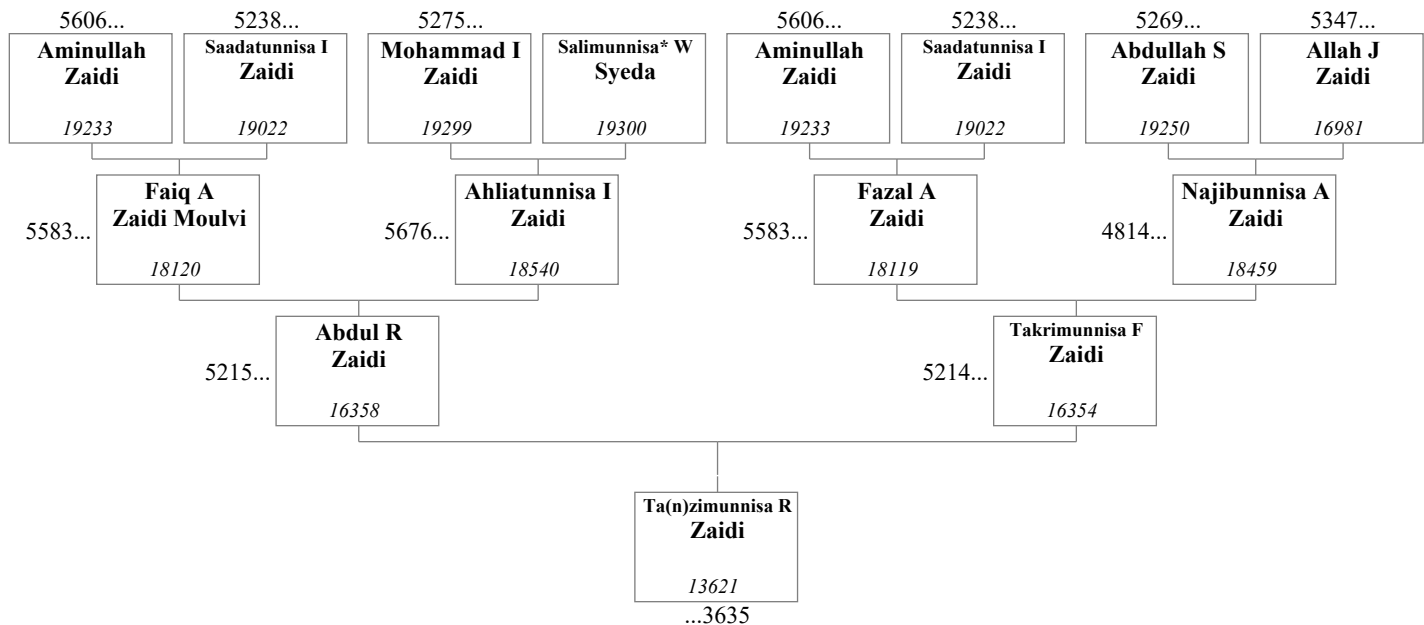 5606... 5238... 5275... 5606... 5238... 5269... 5347...
Aminullah Saadatunnisa I Mohammad I Salimunnisa* W Aminullah Saadatunnisa I Abdullah S Allah J
Zaidi Zaidi Zaidi Syeda Zaidi Zaidi Zaidi Zaidi
19233 19022 19299 19300 19233 19022 19250 16981
Faiq A Ahliatunnisa I Fazal A Najibunnisa A
Zaidi Moulvi Zaidi Zaidi Zaidi
5583... 5676... 5583... 4814...
18120 18540 18119 18459
Abdul R Takrimunnisa F
Zaidi Zaidi
5215... 5214...
16358 16354
Ta(n)zimunnisa R
Zaidi
13621
...3635